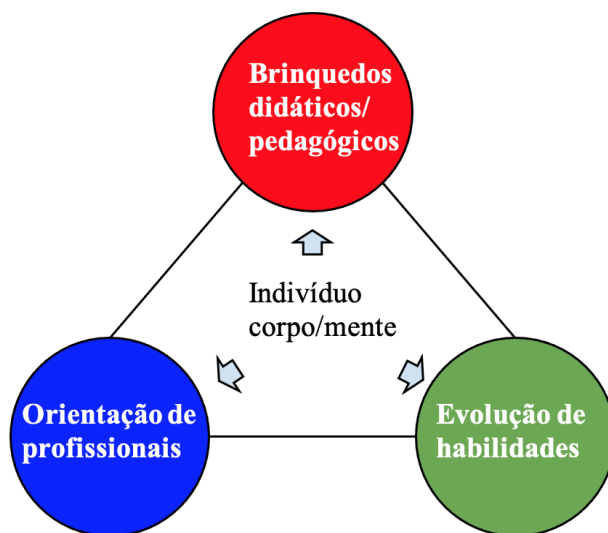 Brinquedos
didáticos/
pedagógicos
Indivíduo
corpo/mente
Orientação de
profissionais
Evolução de
habilidades